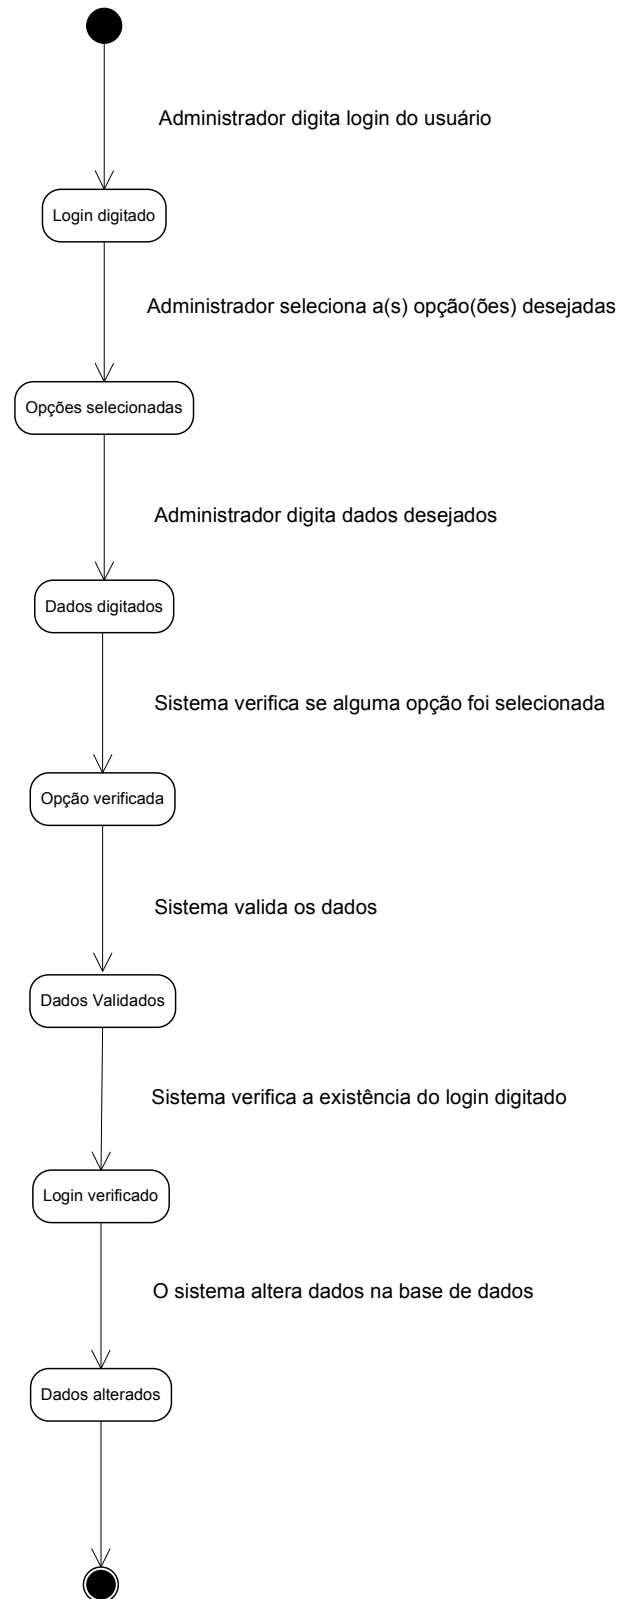 Administrador digita login do usuário
Login digitado
Administrador seleciona a(s) opção(ões) desejadas
Opções selecionadas
Administrador digita dados desejados
Dados digitados
Sistema verifica se alguma opção foi selecionada
Opção verificada
Sistema valida os dados
Dados Validados
Sistema verifica a existência do login digitado
Login verificado
O sistema altera dados na base de dados
Dados alterados